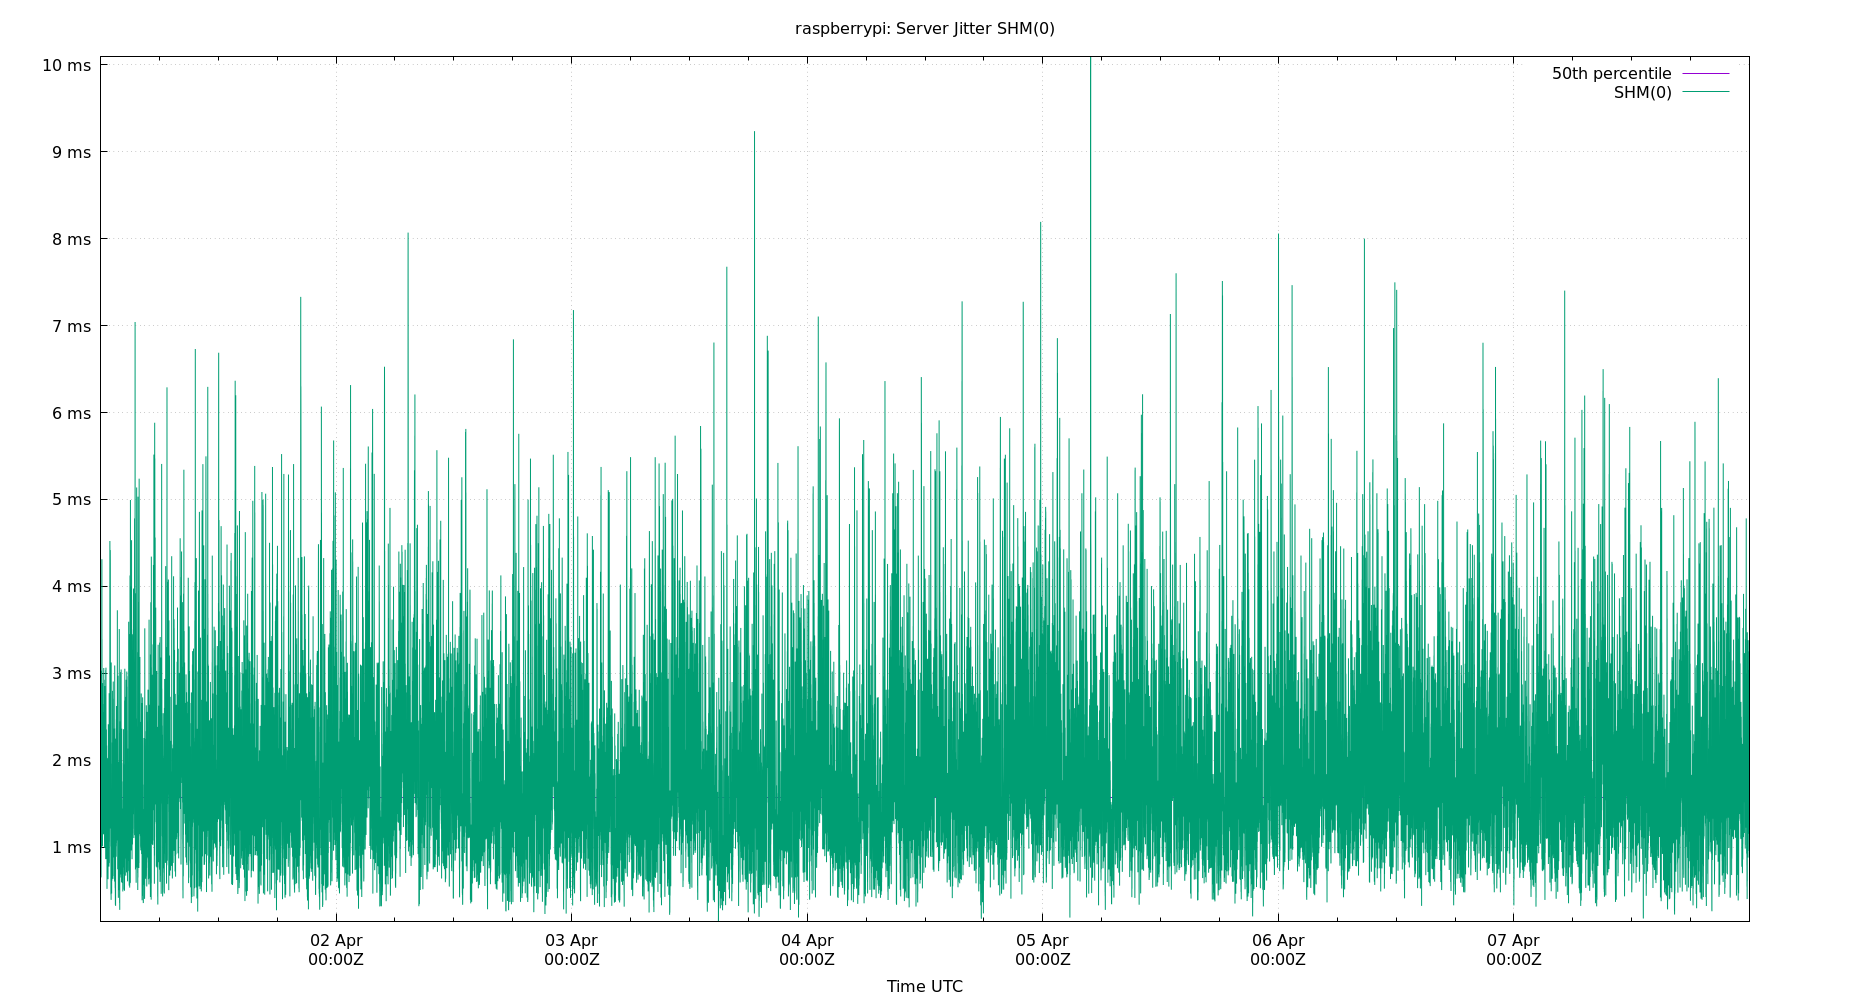 raspberrypi: Server Jitter SHM(0)
10 ms
9 ms
8 ms
7 ms
6 ms
5 ms
4 ms
3 ms
2 ms
1 ms
50th percentile
SHM(0)
02 Apr 03 Apr 04 Apr 05 Apr 06 Apr 07 Apr
00:00Z 00:00Z 00:00Z 00:00Z 00:00Z 00:00Z
Time UTC